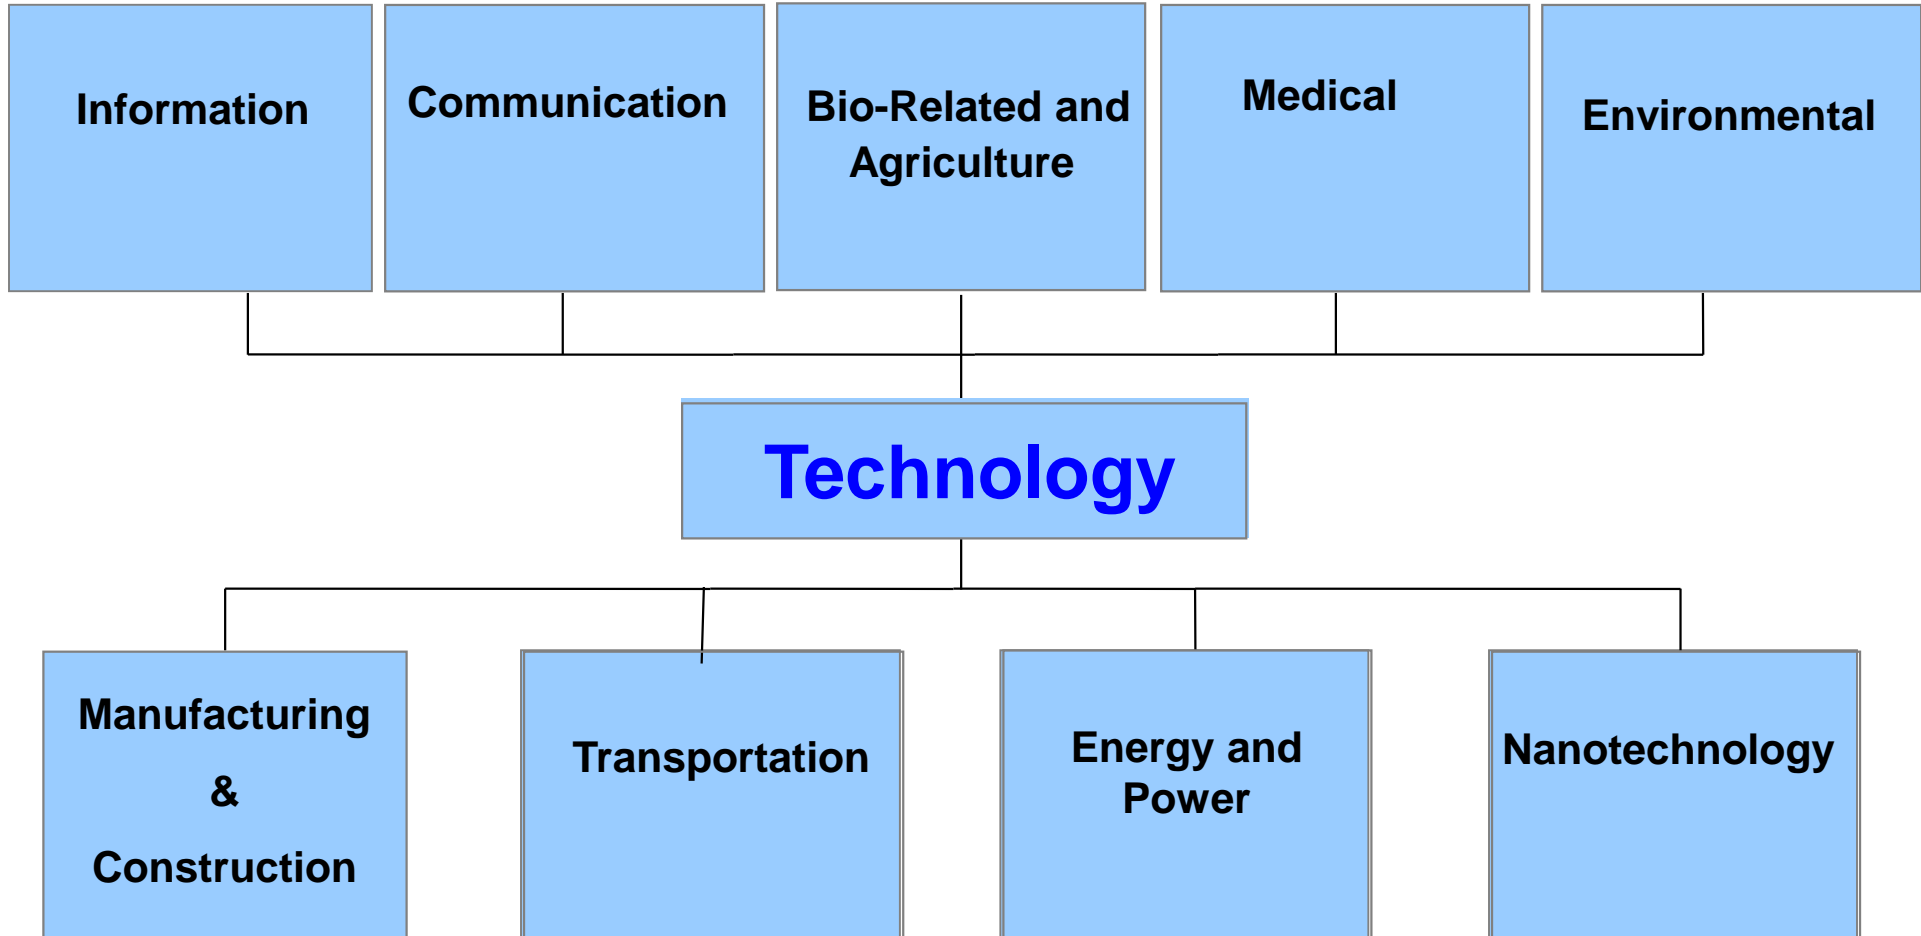 Information
Communication
Bio-Related and
Agriculture
Medical
Environmental
Technology
Manufacturing
&
Construction
Transportation
Energy and
Power
Nanotechnology